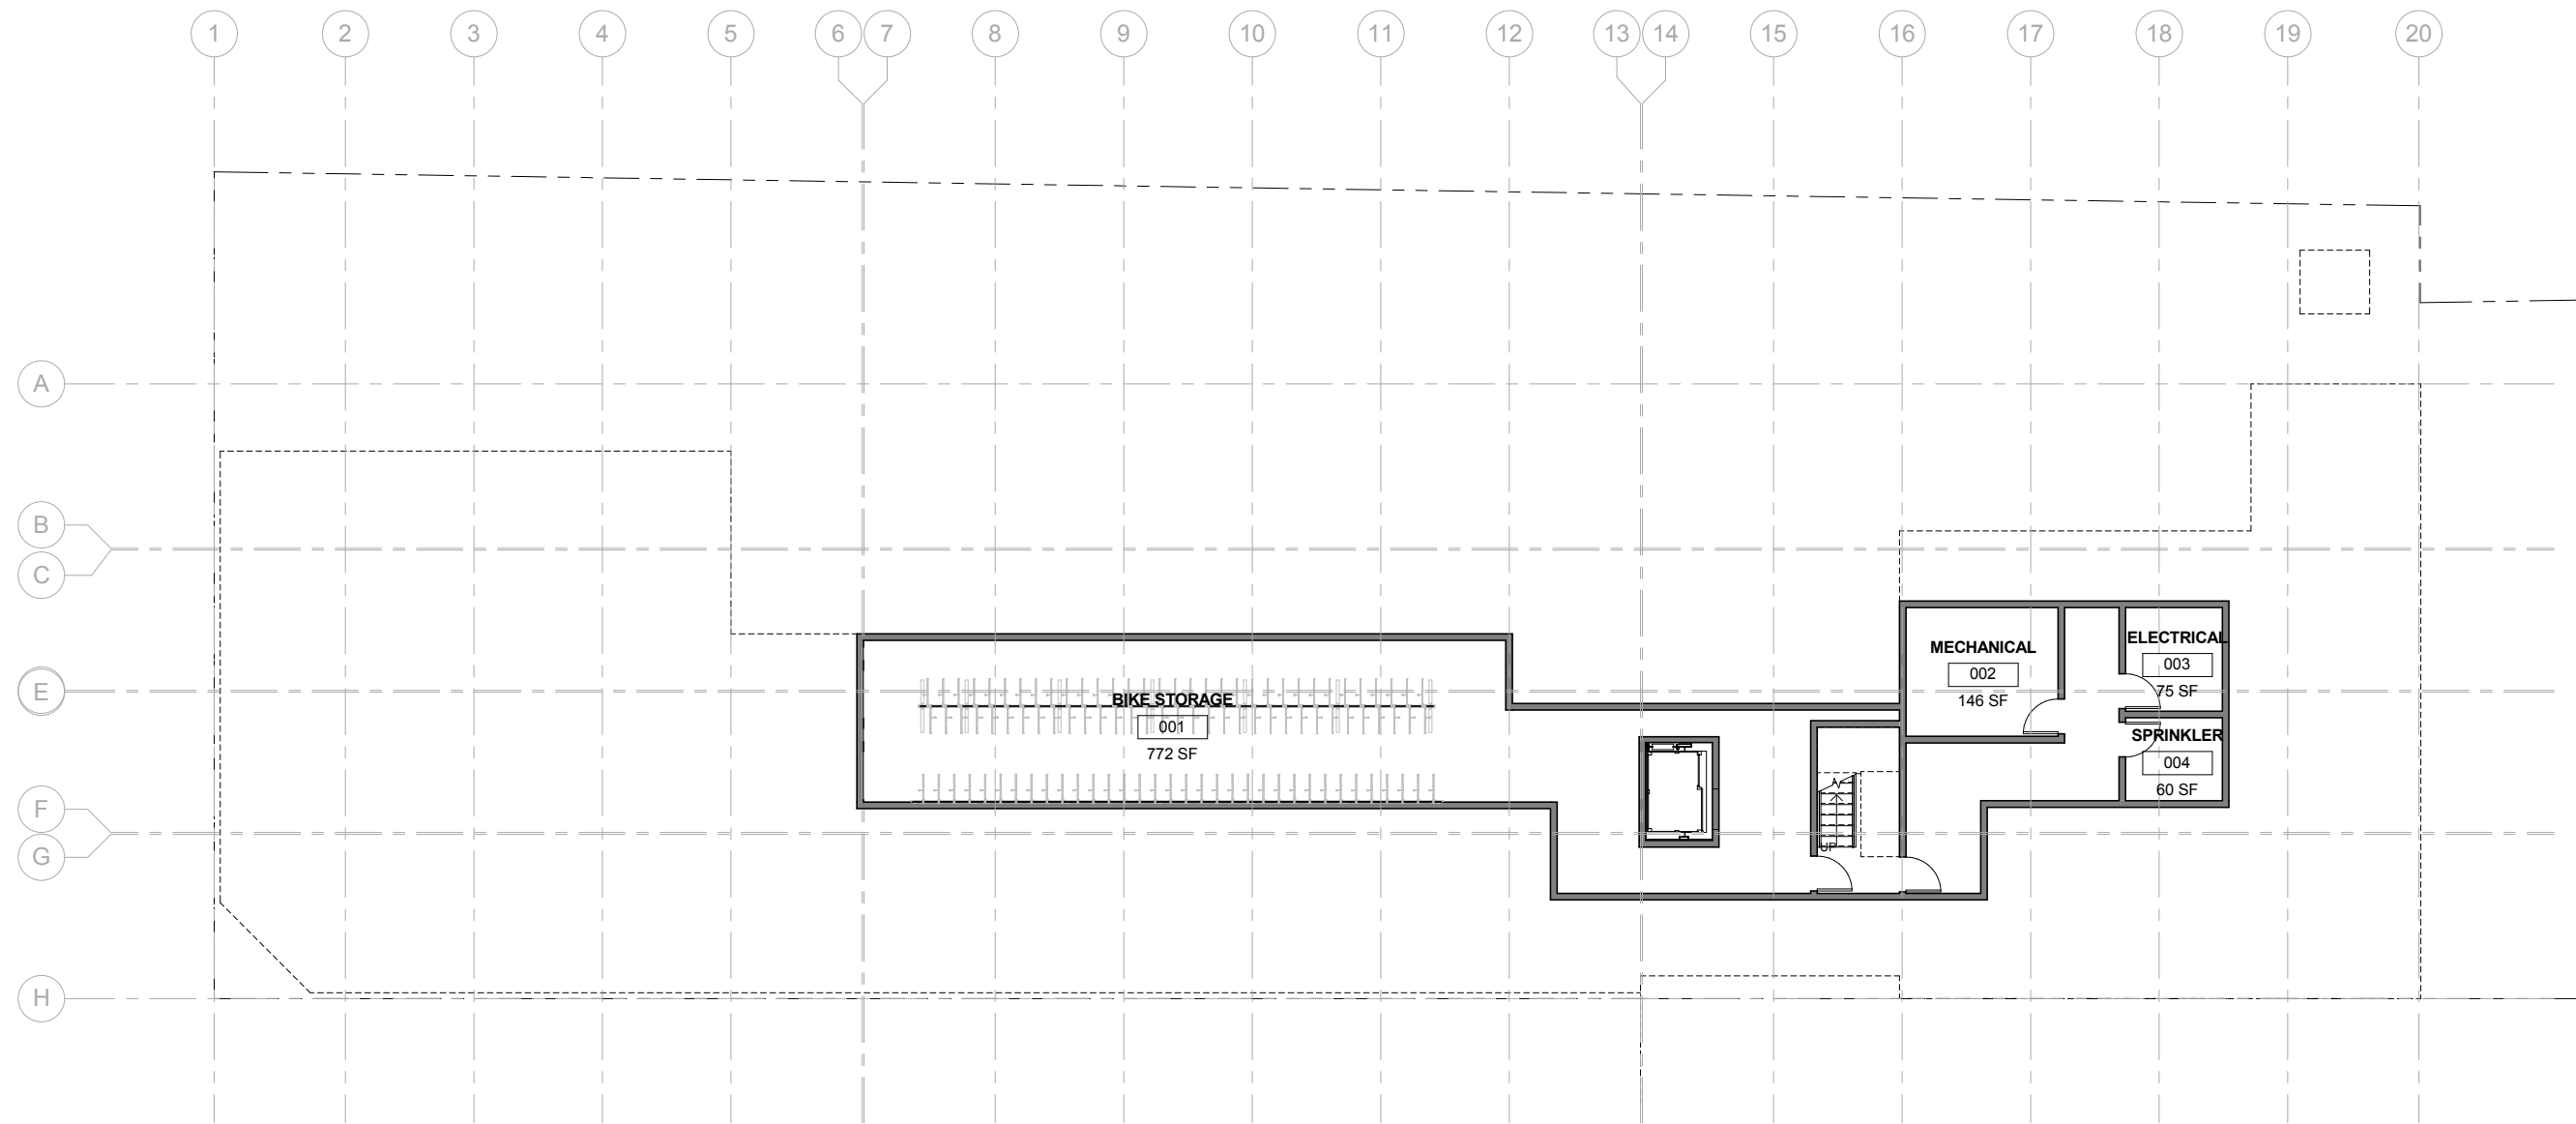 1 2 3 4 5 6 7 8 9 10 11 12 13 14 15 16 17 18 19 20
A
B
C
E
F
G
H
BIKE STORAGE
001
772 SF
MECHANICAL
002
146 SF
ELECTRICAL
003
75 SF
SPRINKLER
004
60 SF
UP